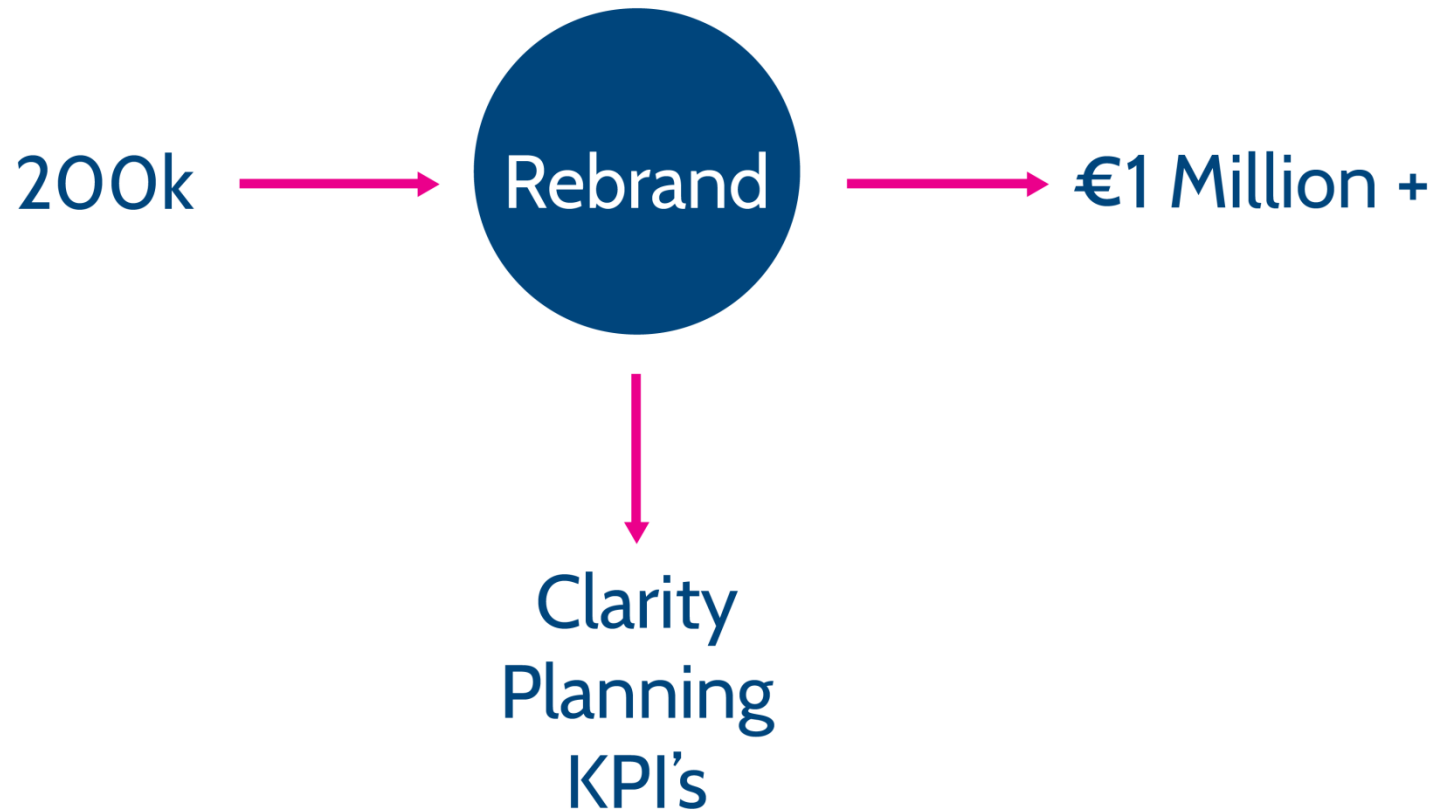 200k
Rebrand
€1 Million +
Clarity
Planning
KPI's